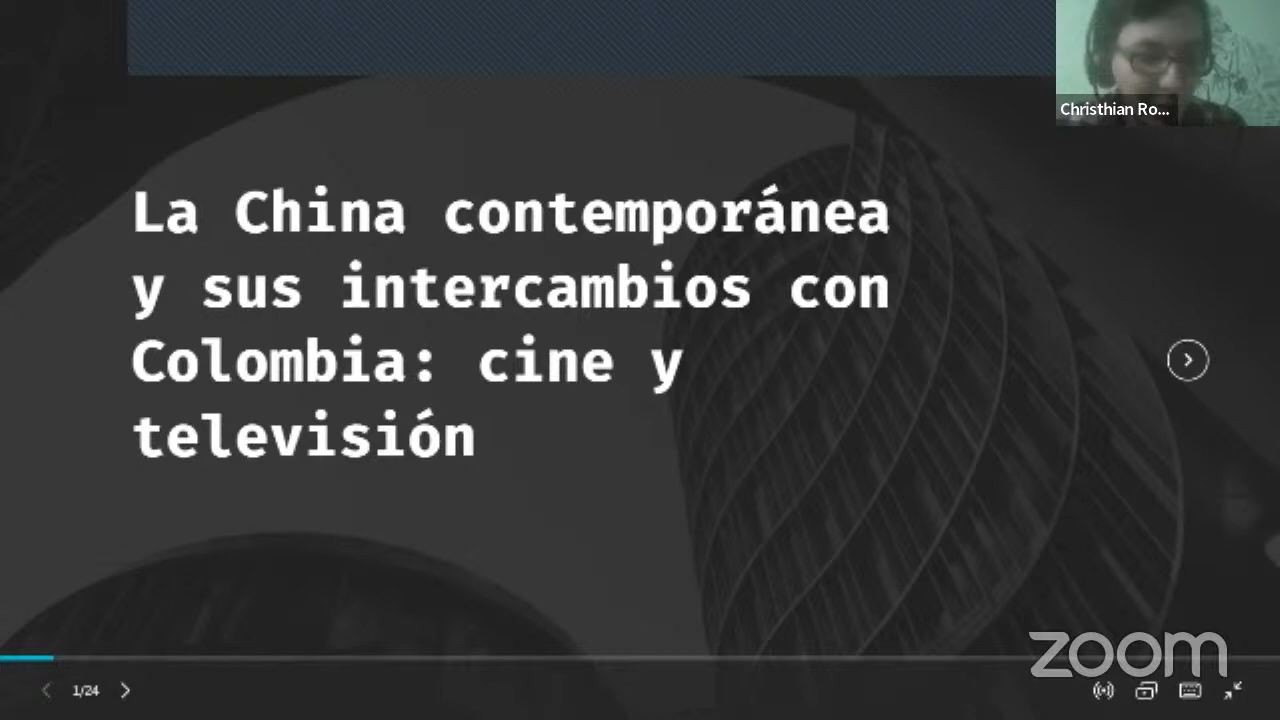 Christhian Ro...
La China contemporánea
y sus intercambios con
Colombia: cine y
televisión
zoom
1/24